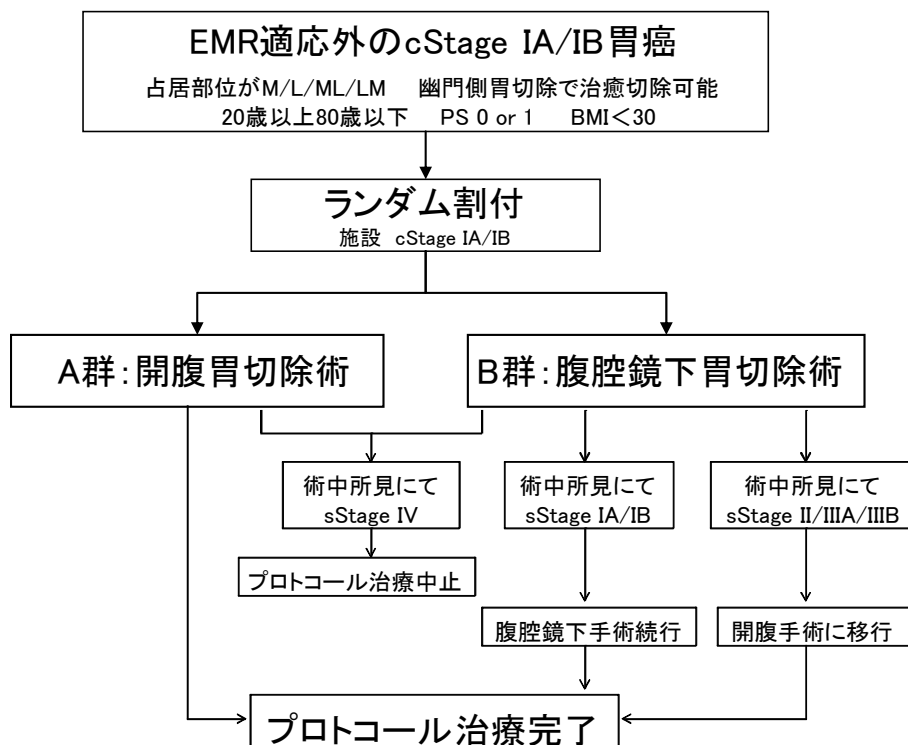 EMR適応外のcStage IA/IB胃癌
占居部位がM/L/ML/LM 幽門側胃切除で治癒切除可能
20歳以上80歳以下 PS 0 or 1 BMI＜30
ランダム割付
施設 cStage IA/IB
A群：開腹胃切除術
B群：腹腔鏡下胃切除術
術中所見にて
sStage IV
術中所見にて
sStage IA/IB
術中所見にて
sStage II/IIIA/IIIB
プロトコール治療中止
腹腔鏡下手術続行
開腹手術に移行
プロトコール治療完了